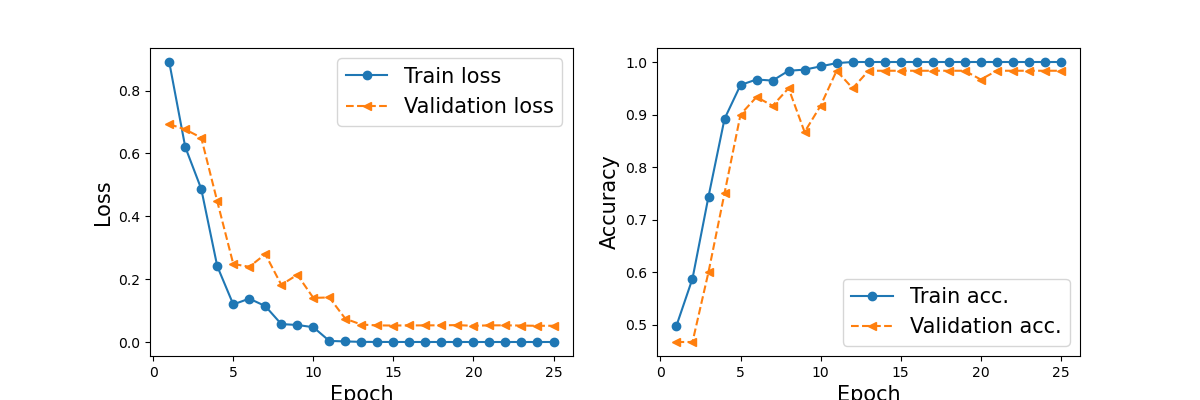 Train loss
Validation loss
Loss
0.8
0.6
0.4
0.2
0.0
0 5 10 15 20 25
Epoch
Train acc.
Validation acc.
Accuracy
1.0
0.9
0.8
0.7
0.6
0.5
0 5 10 15 20 25
Epoch